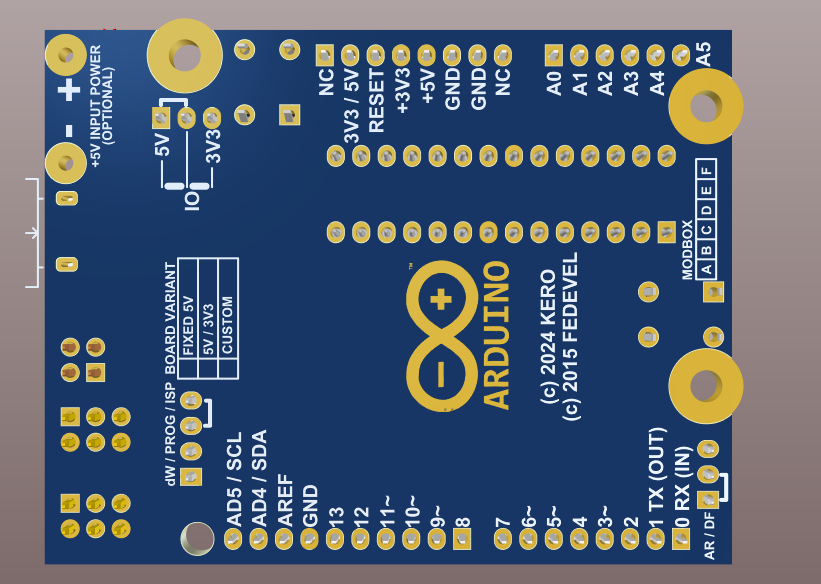 - +
+5V INPUT POWER
(OPTIONAL)
5V
3V3
IO
NC
3V3 / 5V
RESET
+3V3
+5V
GND
GND
NC
A0
A1
A2
A3
A4
A5
MODBOX
A B C D E F
BOARD VARIANT
FIXED 5V
5V / 3V3
CUSTOM
dW / PROG / ISP
™
ARDUINO
(c) 2024 KERO
(c) 2015 FEDEVEL
AD5 / SCL
AD4 / SDA
AREF
GND
13
12
11~
10~
9~
8
7
6~
5~
4
3~
2
1 TX (OUT)
0 RX (IN)
AR / DF